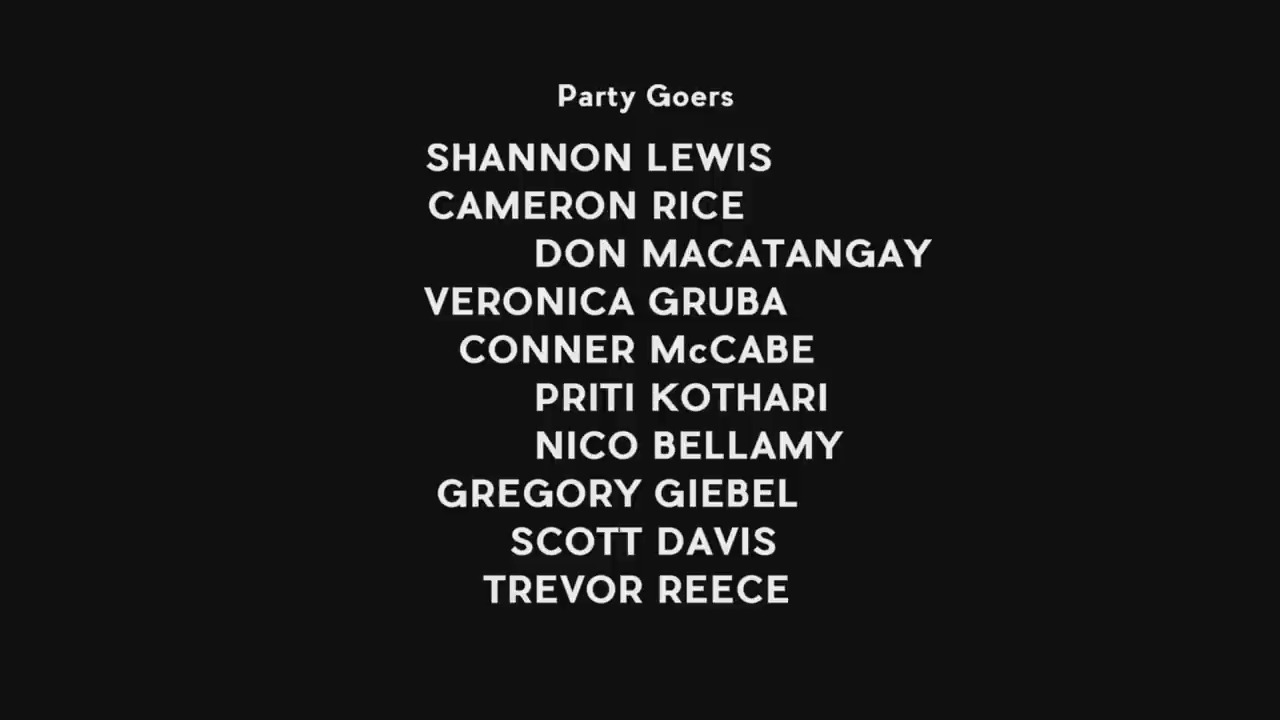 Party Goers
SHANNON LEWIS
CAMERON RICE
DON MACATANGAY
VERONICA GRUBA
CONNER McCABE
PRITI KOTHARI
NICO BELLAMY
GREGORY GIEBEL
SCOTT DAVIS
TREVOR REECE